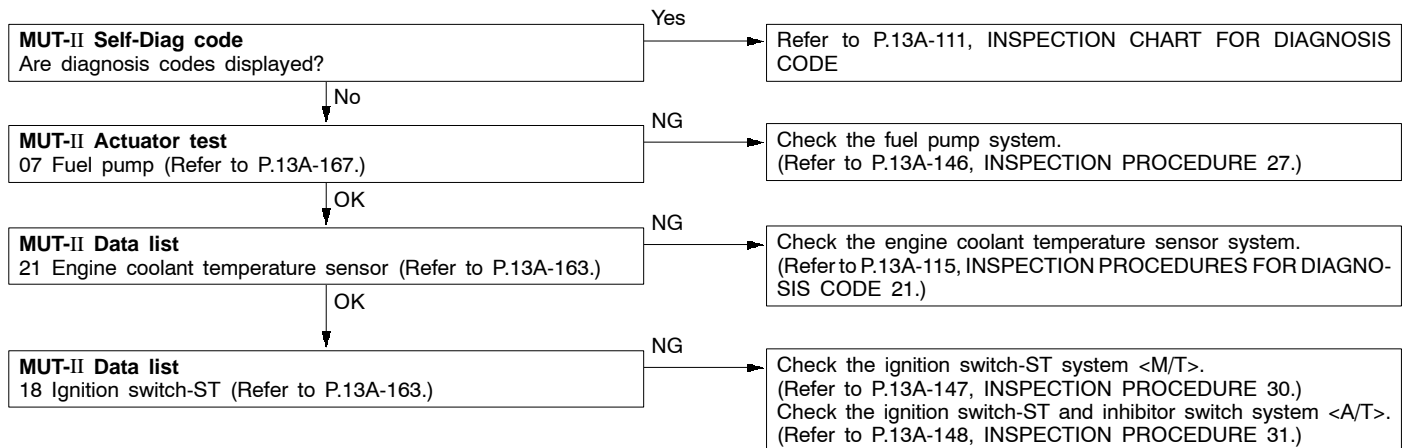 MUT-II Self-Diag code
Are diagnosis codes displayed?
Yes
Refer to P.13A-111, INSPECTION CHART FOR DIAGNOSIS
CODE
No
MUT-II Actuator test
07 Fuel pump (Refer to P.13A-167.)
NG
Check the fuel pump system.
(Refer to P.13A-146, INSPECTION PROCEDURE 27.)
OK
MUT-II Data list
21 Engine coolant temperature sensor (Refer to P.13A-163.)
NG
Check the engine coolant temperature sensor system.
(Refer to P.13A-115, INSPECTION PROCEDURES FOR DIAGNO-
SIS CODE 21.)
OK
MUT-II Data list
18 Ignition switch-ST (Refer to P.13A-163.)
NG
Check the ignition switch-ST system <M/T>.
(Refer to P.13A-147, INSPECTION PROCEDURE 30.)
Check the ignition switch-ST and inhibitor switch system <A/T>.
(Refer to P.13A-148, INSPECTION PROCEDURE 31.)